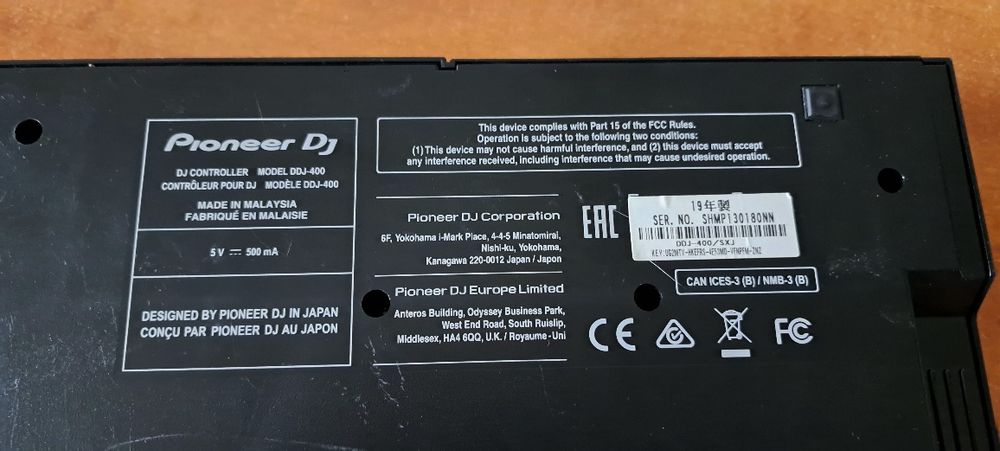 Pioneer DJ
DJ CONTROLLER MODEL DDJ-400
CONTRÔLEUR POUR DJ MODÈLE DDJ-400
MADE IN MALAYSIA
FABRIQUÉ EN MALAISIE
5 V ⎓ 500 mA
DESIGNED BY PIONEER DJ IN JAPAN
CONÇU PAR PIONEER DJ AU JAPON
This device complies with Part 15 of the FCC Rules.
Operation is subject to the following two conditions:
(1) This device may not cause harmful interference, and (2) this device must accept
any interference received, including interference that may cause undesired operation.
Pioneer DJ Corporation
6F, Yokohama i-Mark Place, 4-4-5 Minatomirai,
Nishi-ku, Yokohama,
Kanagawa 220-0012 Japan / Japon
Pioneer DJ Europe Limited
Anteros Building, Odyssey Business Park,
West End Road, South Ruislip,
Middlesex, HA4 6QQ, U.K. / Royaume-Uni
EAC
19年製
SER. NO. SHMP130180NN
DDJ-400/SXJ
CAN ICES-3 (B) / NMB-3 (B)
CE
FC